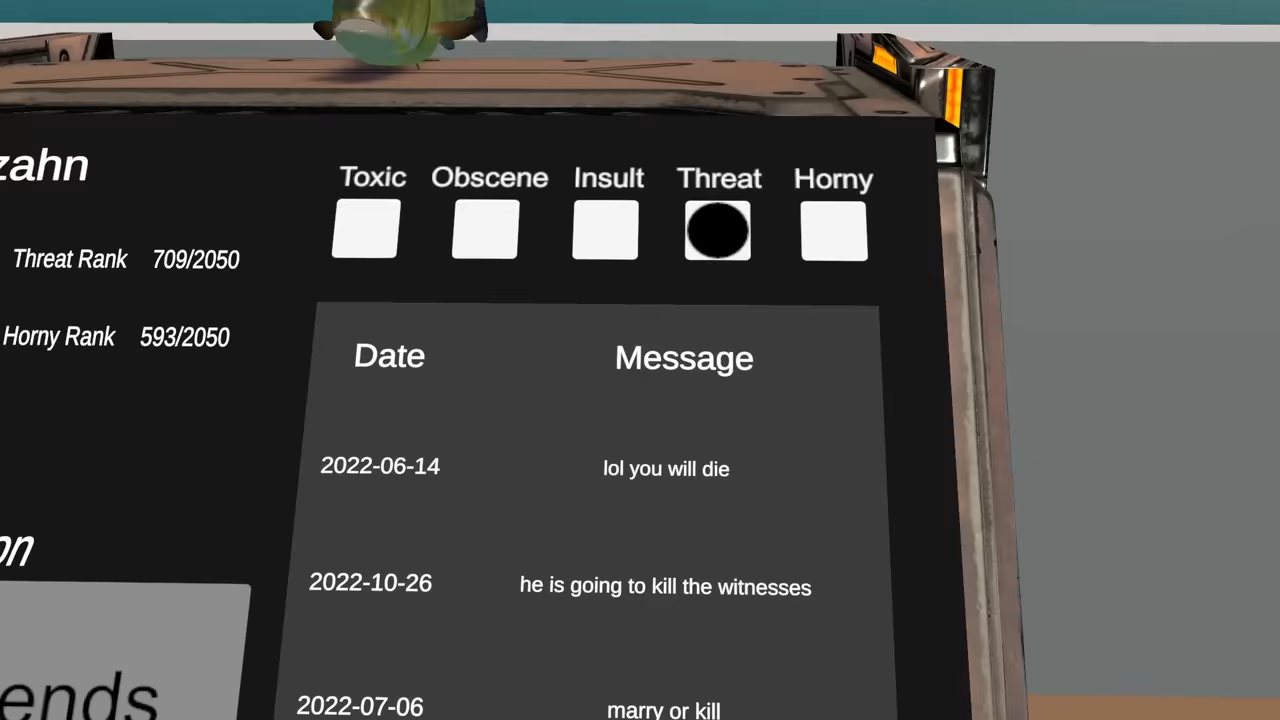 zahn
Threat Rank 709/2050
Horny Rank 593/2050
on
ends
Toxic Obscene Insult Threat Horny
Date Message
2022-06-14 lol you will die
2022-10-26 he is going to kill the witnesses
2022-07-06 marry or kill